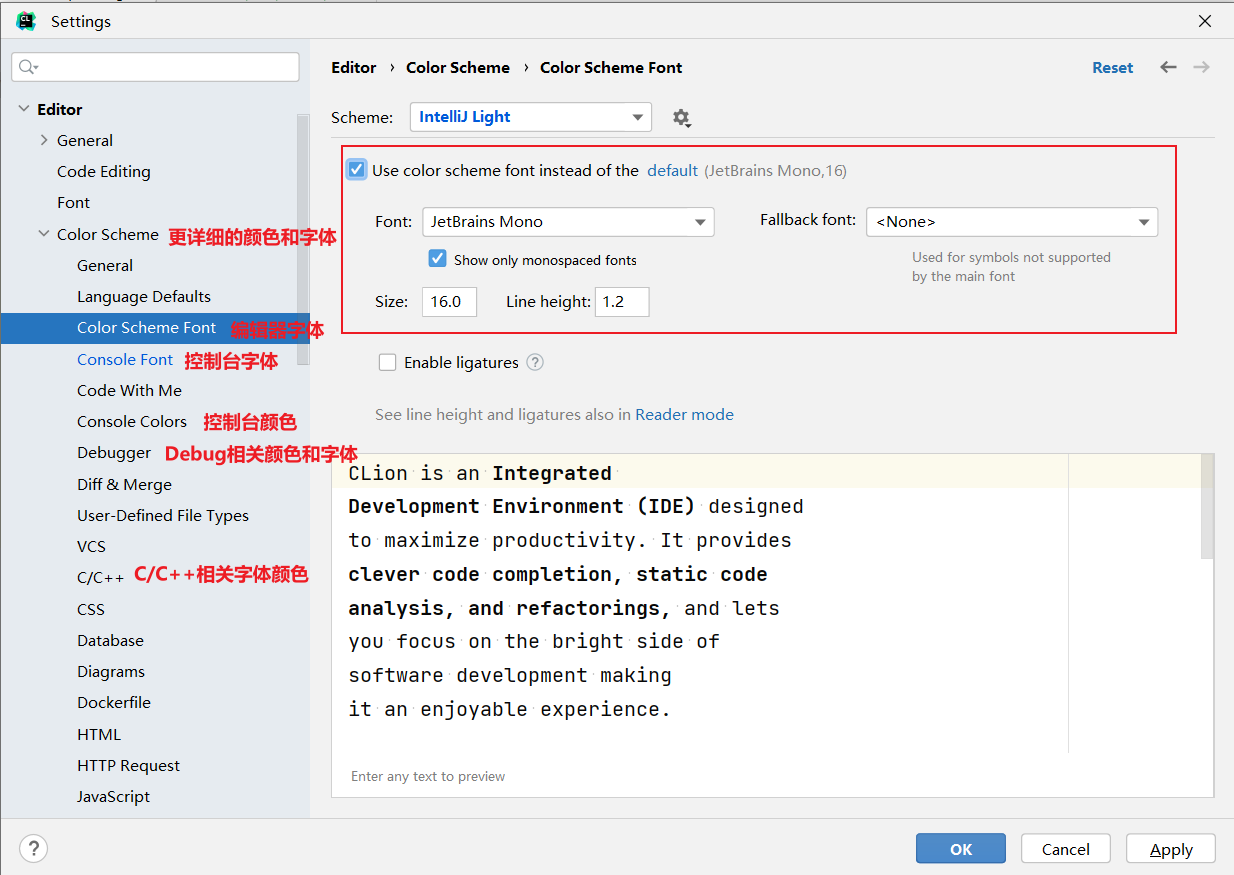 Settings
Editor › Color Scheme › Color Scheme Font
Reset
Editor
General
Code Editing
Font
Color Scheme 更详细的颜色和字体
General
Language Defaults
Color Scheme Font 编辑器字体
Console Font 控制台字体
Code With Me
Console Colors 控制台颜色
Debugger Debug相关颜色和字体
Diff & Merge
User-Defined File Types
VCS
C/C++ C/C++相关字体颜色
CSS
Database
Diagrams
Dockerfile
HTML
HTTP Request
JavaScript
Scheme: IntelliJ Light
Use color scheme font instead of the default (JetBrains Mono,16)
Font: JetBrains Mono
Fallback font: <None>
Show only monospaced fonts
Used for symbols not supported
by the main font
Size: 16.0 Line height: 1.2
Enable ligatures ?
See line height and ligatures also in Reader mode
CLion is an Integrated
Development Environment (IDE) designed
to maximize productivity. It provides
clever code completion, static code
analysis, and refactorings, and lets
you focus on the bright side of
software development making
it an enjoyable experience.
Enter any text to preview
?
OK
Cancel
Apply